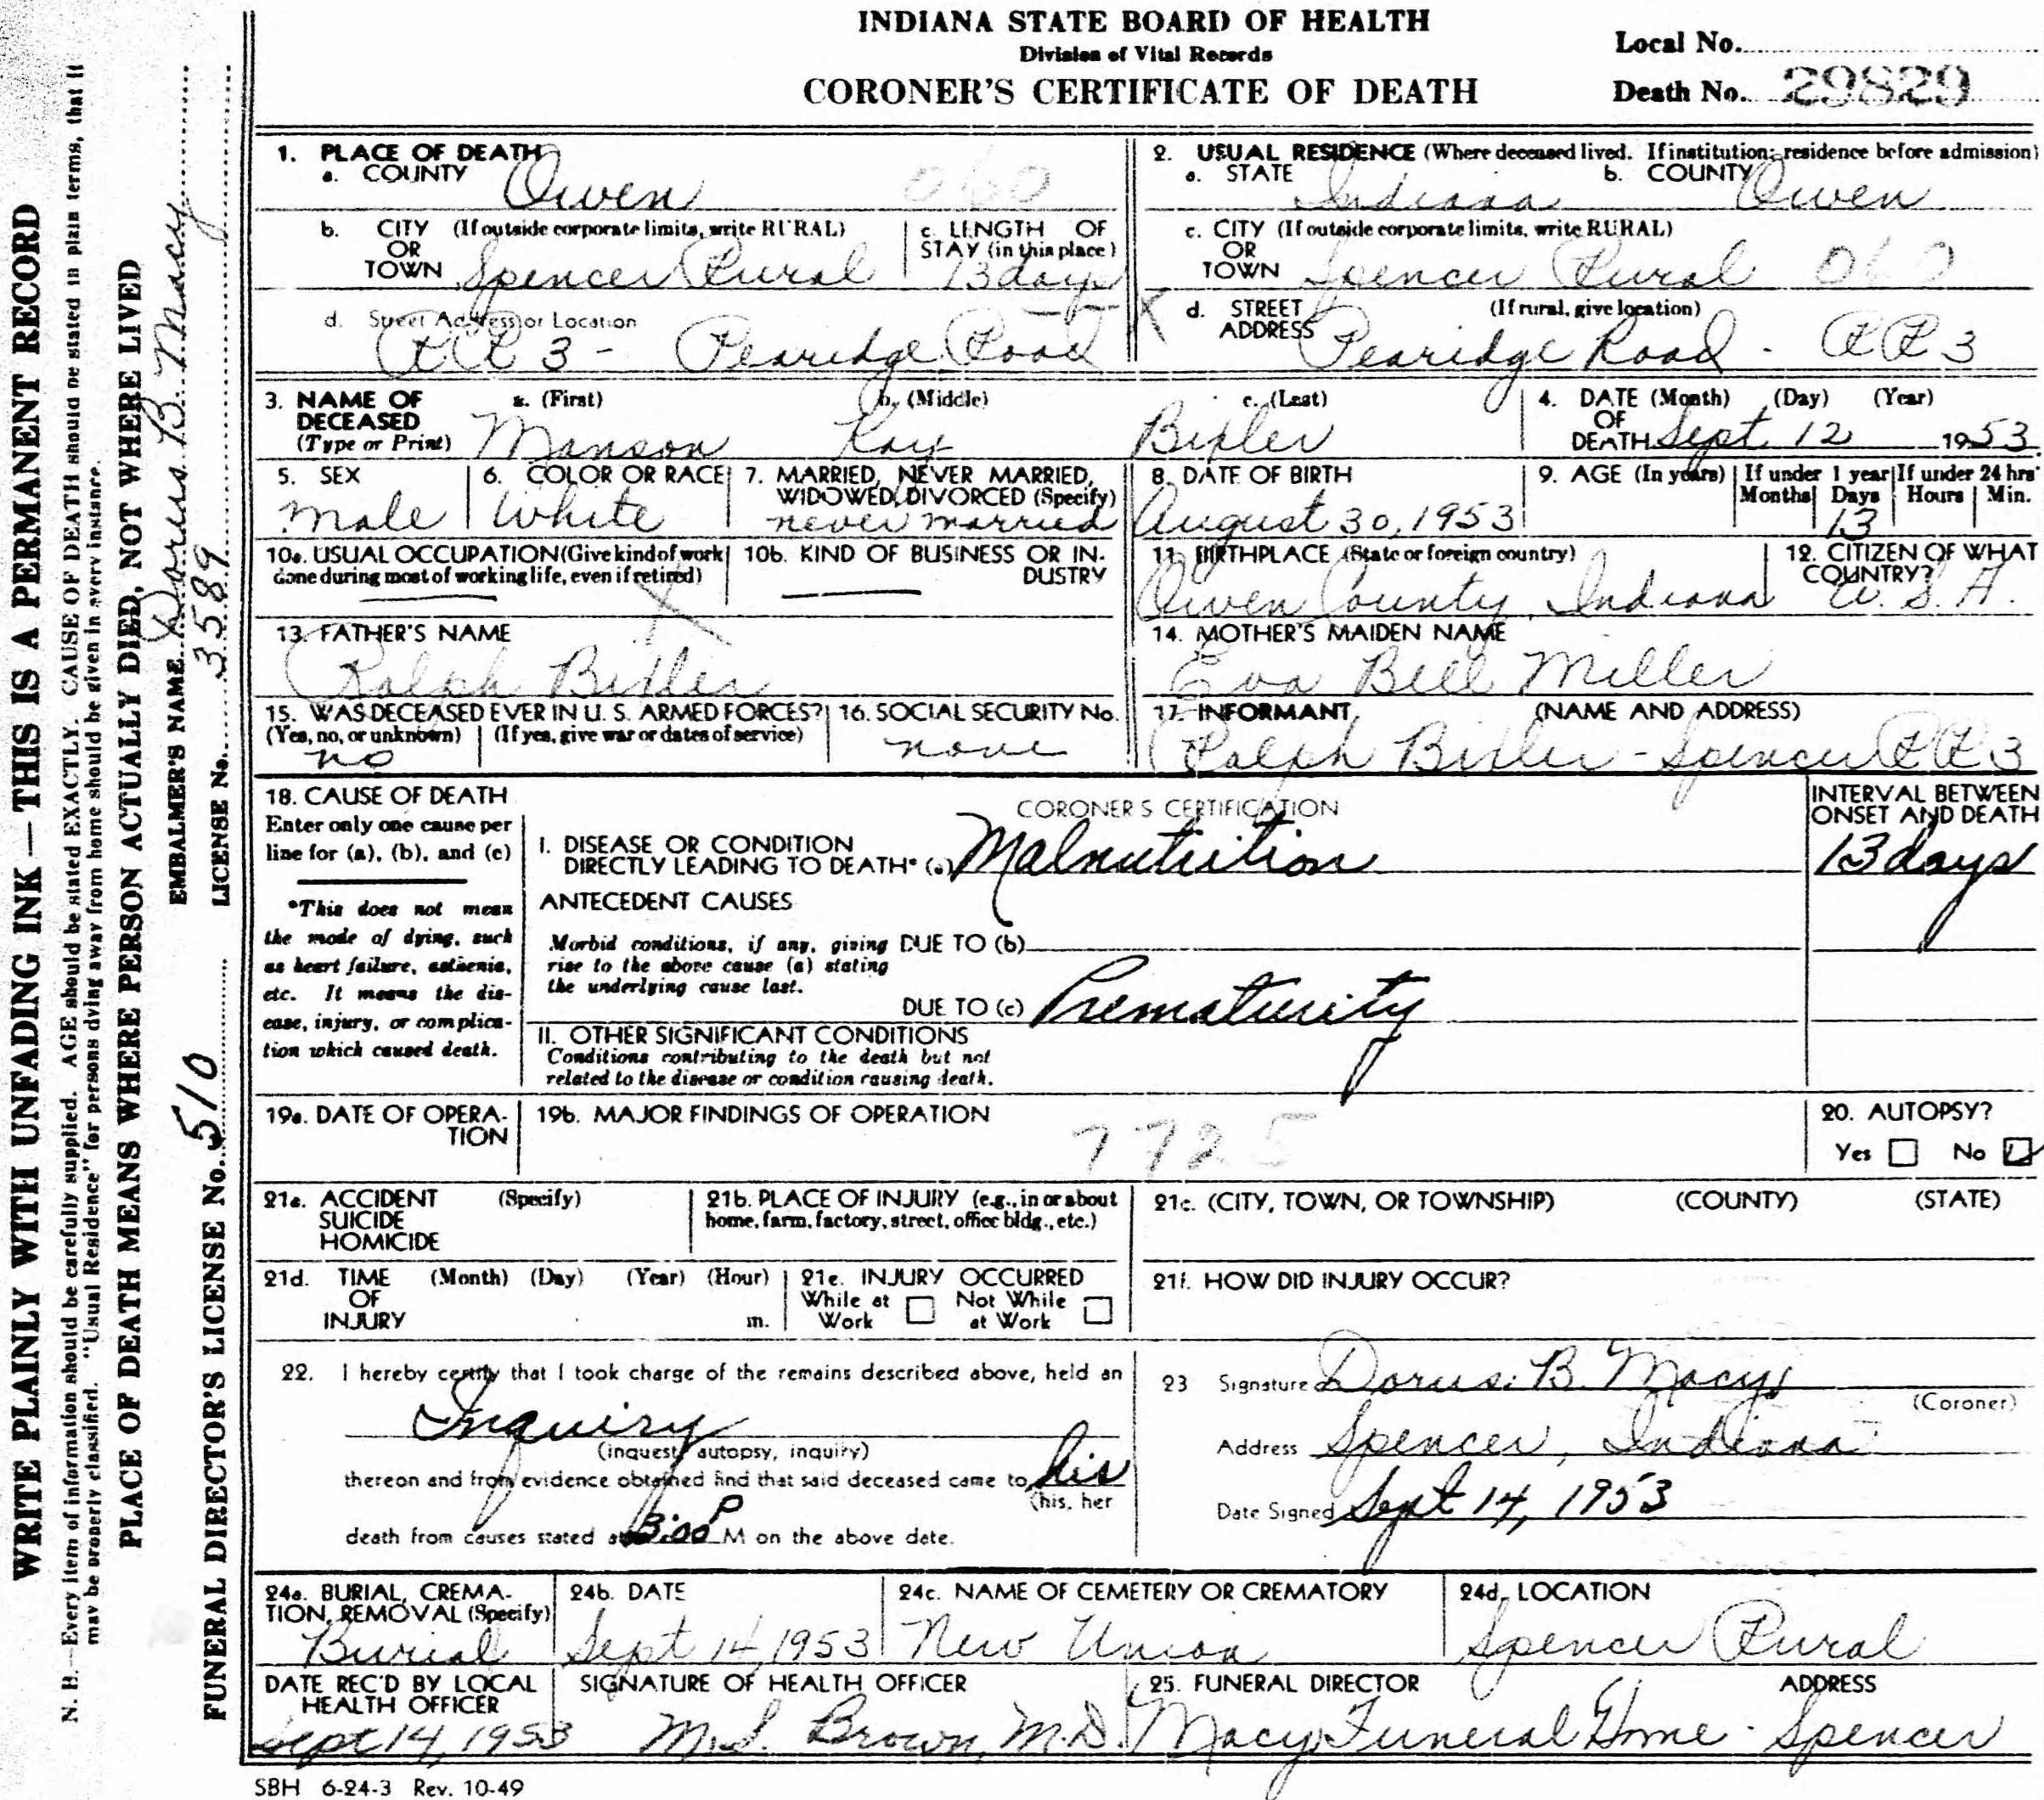 INDIANA STATE BOARD OF HEALTH
Division of Vital Records
CORONER'S CERTIFICATE OF DEATH
Local No.
Death No. 29829
WRITE PLAINLY WITH UNFADING INK—THIS IS A PERMANENT RECORD
N. B.—Every item of information should be carefully supplied. AGE should be stated EXACTLY. CAUSE OF DEATH should be stated in plain terms, that it
may be properly classified. "Usual Residence" for persons dying away from home should be given in every instance.
PLACE OF DEATH MEANS WHERE PERSON ACTUALLY DIED, NOT WHERE LIVED
EMBALMER'S NAME Dorus B. Macy
FUNERAL DIRECTOR'S LICENSE No. 510 LICENSE No. 3589
1. PLACE OF DEATH
a. COUNTY Owen 060
b. CITY (If outside corporate limits, write RURAL)
OR
TOWN Spencer Rural
c. LENGTH OF
STAY (in this place)
13 days
d. Street Address or Location
RR 3 - Pearidge Road
2. USUAL RESIDENCE (Where deceased lived. If institution: residence before admission)
a. STATE Indiana b. COUNTY Owen
c. CITY (If outside corporate limits, write RURAL)
OR
TOWN Spencer Rural 060
d. STREET (If rural, give location)
ADDRESS Pearidge Road - RR 3
3. NAME OF DECEASED (Type or Print)
a. (First) b. (Middle) c. (Last)
Manson Kay Bixler
4. DATE (Month) (Day) (Year)
OF
DEATH Sept. 12 1953
5. SEX
Male
6. COLOR OR RACE
White
7. MARRIED, NEVER MARRIED,
WIDOWED, DIVORCED (Specify)
never married
8. DATE OF BIRTH
August 30, 1953
9. AGE (In years) If under 1 year If under 24 hrs
Months Days Hours Min.
13
10a. USUAL OCCUPATION (Give kind of work
done during most of working life, even if retired)
10b. KIND OF BUSINESS OR IN-
DUSTRY
11. BIRTHPLACE (State or foreign country)
Owen County, Indiana
12. CITIZEN OF WHAT
COUNTRY?
U. S. A.
13. FATHER'S NAME
Ralph Bixler
14. MOTHER'S MAIDEN NAME
Eva Bell Miller
15. WAS DECEASED EVER IN U. S. ARMED FORCES?
(Yes, no, or unknown) (If yes, give war or dates of service)
no
16. SOCIAL SECURITY No.
none
17. INFORMANT (NAME AND ADDRESS)
Ralph Bixler - Spencer RR 3
18. CAUSE OF DEATH
Enter only one cause per
line for (a), (b), and (c)
*This does not mean
the mode of dying, such
as heart failure, asthenia,
etc. It means the dis-
ease, injury, or complica-
tion which caused death.
CORONER'S CERTIFICATION
INTERVAL BETWEEN
ONSET AND DEATH
I. DISEASE OR CONDITION
DIRECTLY LEADING TO DEATH* (a) Malnutrition 13 days
ANTECEDENT CAUSES
Morbid conditions, if any, giving
rise to the above cause (a) stating
the underlying cause last.
DUE TO (b)
DUE TO (c) Prematurity
II. OTHER SIGNIFICANT CONDITIONS
Conditions contributing to the death but not
related to the disease or condition causing death.
19a. DATE OF OPERA-
TION
19b. MAJOR FINDINGS OF OPERATION
7725
20. AUTOPSY?
Yes No
21a. ACCIDENT (Specify)
SUICIDE
HOMICIDE
21b. PLACE OF INJURY (e.g., in or about
home, farm, factory, street, office bldg., etc.)
21c. (CITY, TOWN, OR TOWNSHIP) (COUNTY) (STATE)
21d. TIME (Month) (Day) (Year) (Hour)
OF
INJURY m.
21e. INJURY OCCURRED
While at Not While
Work at Work
21f. HOW DID INJURY OCCUR?
22. I hereby certify that I took charge of the remains described above, held an
Inquiry
(inquest, autopsy, inquiry)
thereon and from evidence obtained find that said deceased came to his
(his, her
death from causes stated at 3:00 P M on the above date.
23 Signature Dorus. B. Macy
(Coroner)
Address Spencer, Indiana
Date Signed Sept 14, 1953
24a. BURIAL, CREMA-
TION, REMOVAL (Specify)
Burial
24b. DATE
Sept 14, 1953
24c. NAME OF CEMETERY OR CREMATORY
New Union
24d. LOCATION
Spencer Rural
DATE REC'D BY LOCAL
HEALTH OFFICER
Sept 14, 1953
SIGNATURE OF HEALTH OFFICER
M. S. Brown, M.D.
25. FUNERAL DIRECTOR ADDRESS
Macy Funeral Home - Spencer
SBH 6-24-3 Rev. 10-49